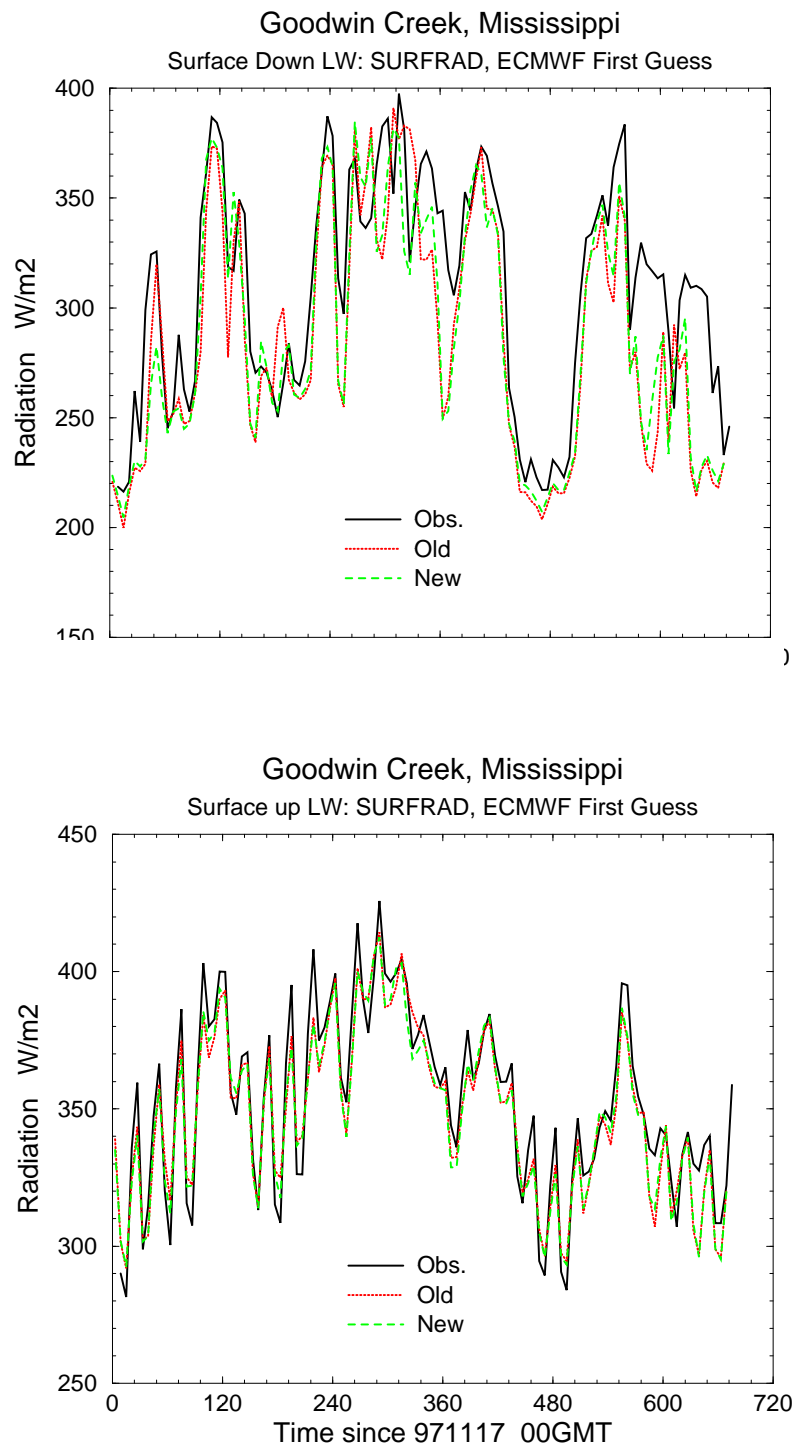 Goodwin Creek, Mississippi
Surface Down LW: SURFRAD, ECMWF First Guess
400
350
300
250
200
150
Radiation W/m2
Obs.
Old
New
Goodwin Creek, Mississippi
Surface up LW: SURFRAD, ECMWF First Guess
450
400
350
300
250
Radiation W/m2
Obs.
Old
New
0 120 240 360 480 600 720
Time since 971117 00GMT